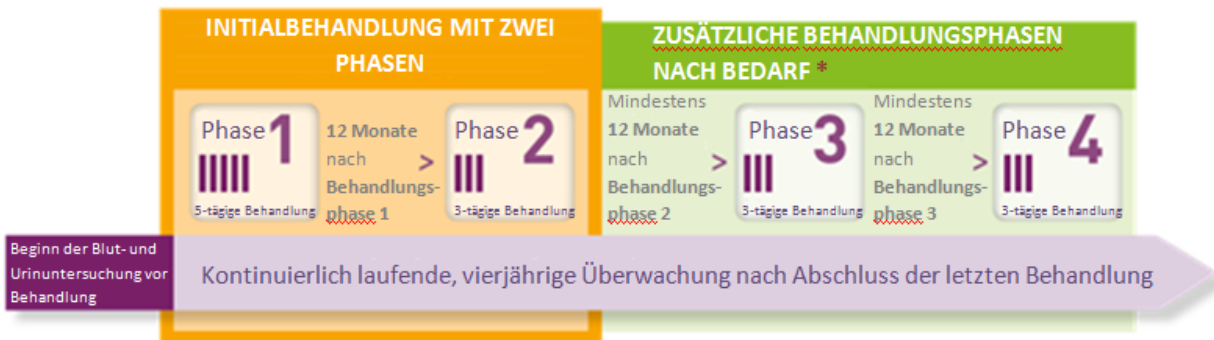 INITIALBEHANDLUNG MIT ZWEI
PHASEN
ZUSÄTZLICHE BEHANDLUNGSPHASEN
NACH BEDARF *
Phase 1
5-tägige Behandlung
12 Monate
nach >
Behandlungs-
phase 1
Phase 2
3-tägige Behandlung
Mindestens
12 Monate
nach >
Behandlungs-
phase 2
Phase 3
3-tägige Behandlung
Mindestens
12 Monate
nach >
Behandlungs-
phase 3
Phase 4
3-tägige Behandlung
Beginn der Blut- und
Urinuntersuchung vor
Behandlung
Kontinuierlich laufende, vierjährige Überwachung nach Abschluss der letzten Behandlung